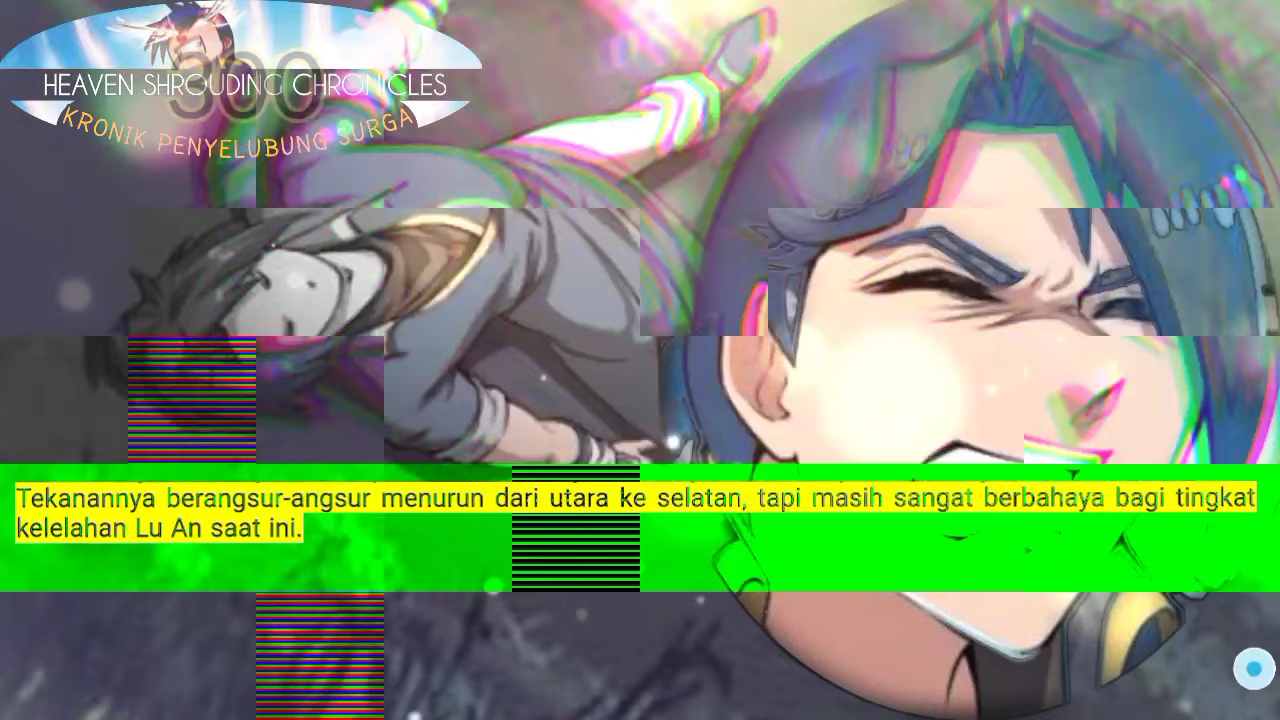 300
HEAVEN SHROUDING CHRONICLES
KRONIK PENYELUBUNG SURGA
Tekanannya berangsur-angsur menurun dari utara ke selatan, tapi masih sangat berbahaya bagi tingkat
kelelahan Lu An saat ini.